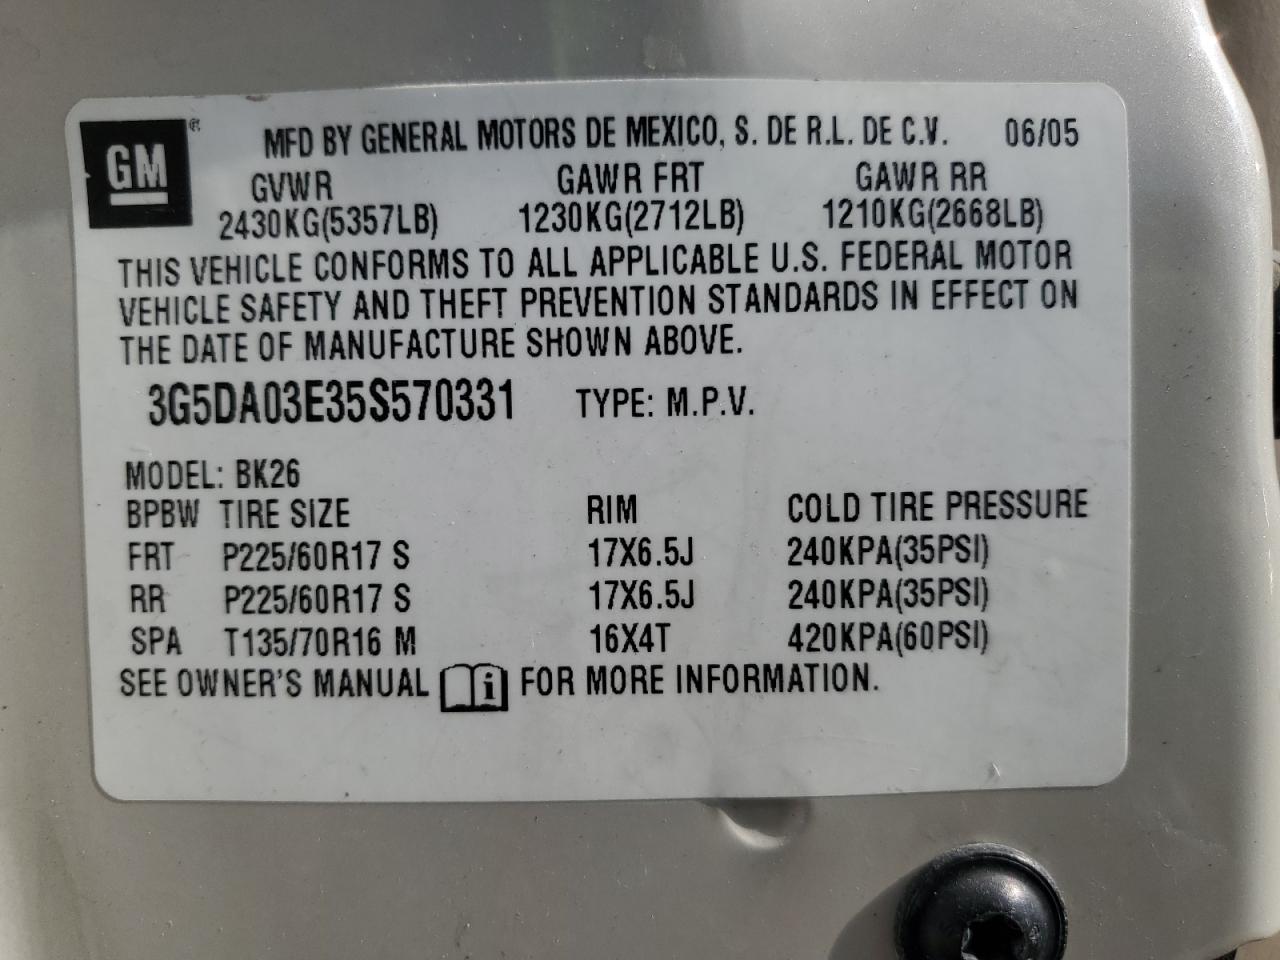 GM ® MFD BY GENERAL MOTORS DE MEXICO, S. DE R.L. DE C.V. 06/05
GVWR GAWR FRT GAWR RR
2430KG(5357LB) 1230KG(2712LB) 1210KG(2668LB)
THIS VEHICLE CONFORMS TO ALL APPLICABLE U.S. FEDERAL MOTOR
VEHICLE SAFETY AND THEFT PREVENTION STANDARDS IN EFFECT ON
THE DATE OF MANUFACTURE SHOWN ABOVE.
3G5DA03E35S570331 TYPE: M.P.V.
MODEL: BK26
BPBW TIRE SIZE RIM COLD TIRE PRESSURE
FRT P225/60R17 S 17X6.5J 240KPA(35PSI)
RR P225/60R17 S 17X6.5J 240KPA(35PSI)
SPA T135/70R16 M 16X4T 420KPA(60PSI)
SEE OWNER'S MANUAL i FOR MORE INFORMATION.